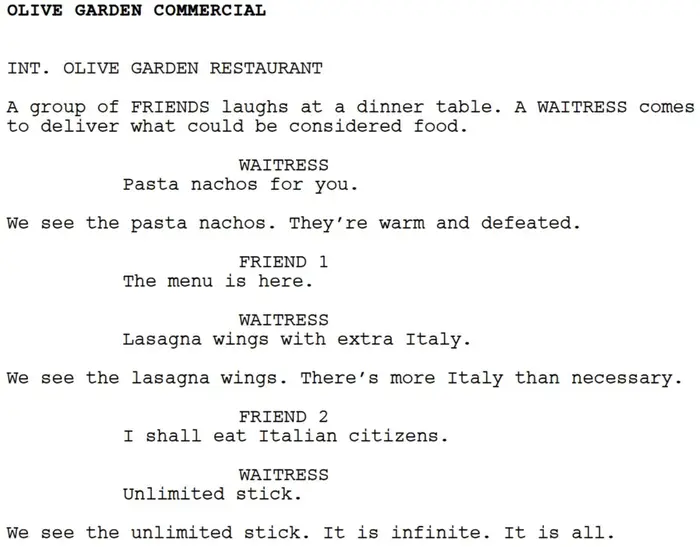 OLIVE GARDEN COMMERCIAL
INT. OLIVE GARDEN RESTAURANT
A group of FRIENDS laughs at a dinner table. A WAITRESS comes
to deliver what could be considered food.
WAITRESS
Pasta nachos for you.
We see the pasta nachos. They’re warm and defeated.
FRIEND 1
The menu is here.
WAITRESS
Lasagna wings with extra Italy.
We see the lasagna wings. There’s more Italy than necessary.
FRIEND 2
I shall eat Italian citizens.
WAITRESS
Unlimited stick.
We see the unlimited stick. It is infinite. It is all.